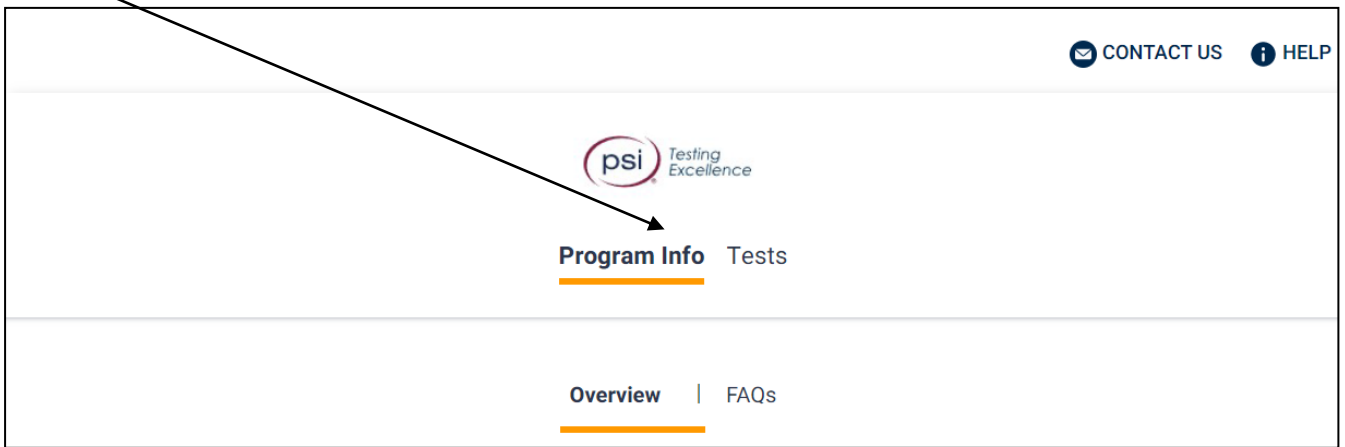 CONTACT US HELP
psi Testing
Excellence
Program Info Tests
Overview | FAQs